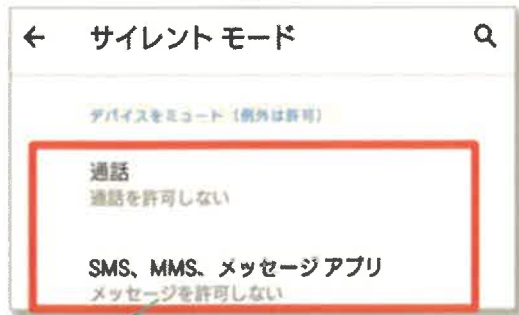 サイレント モード
デバイスをミュート（例外は許可）
通話
通話を許可しない
SMS、MMS、メッセージ アプリ
メッセージを許可しない